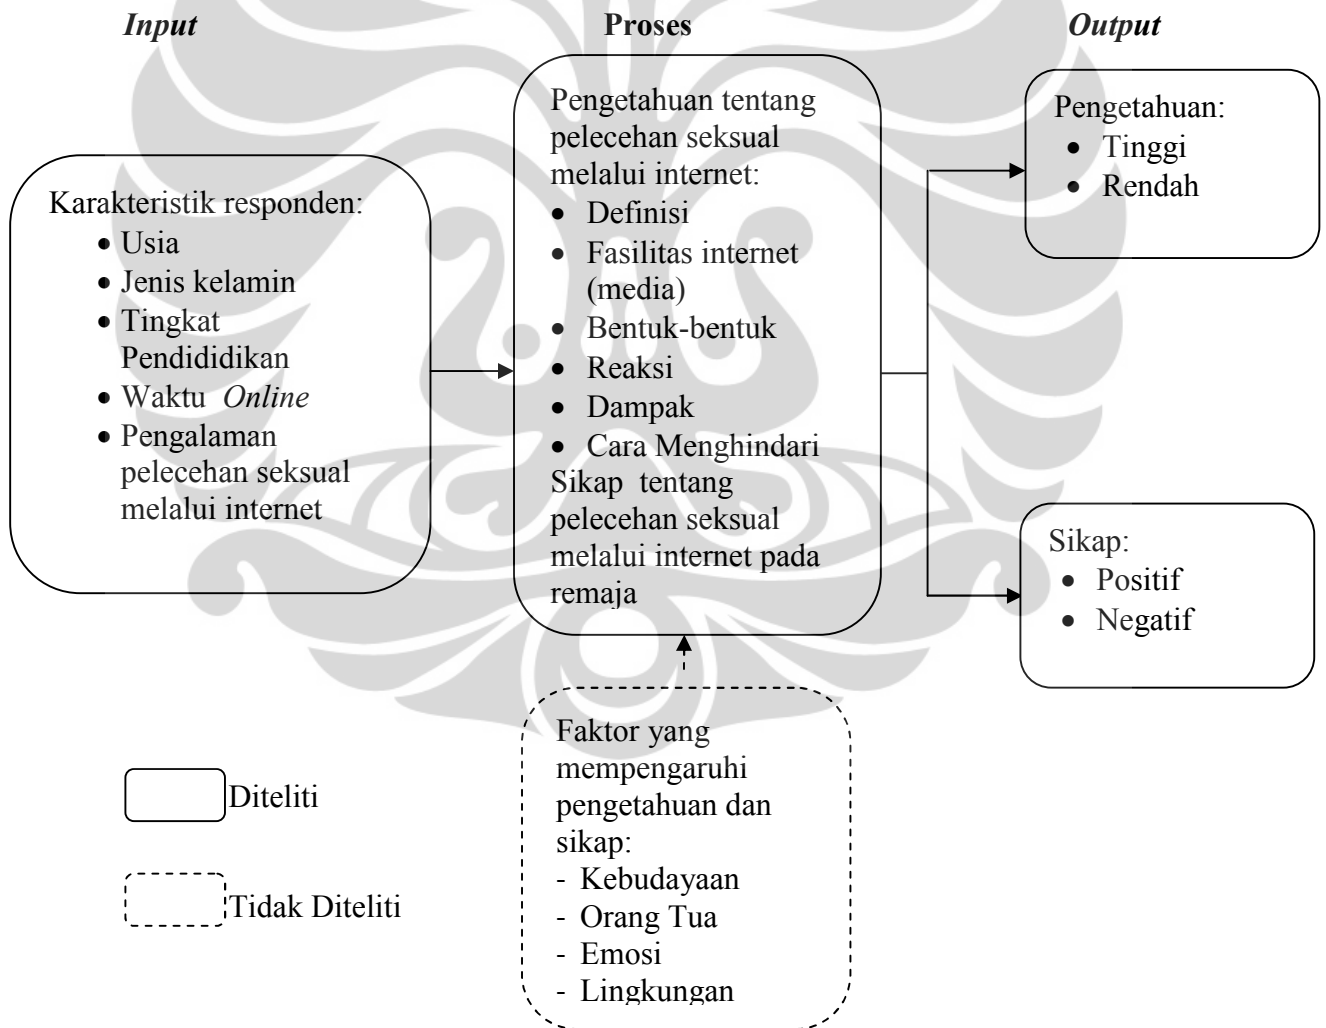 Input
Proses
Output
Karakteristik responden:
• Usia
• Jenis kelamin
• Tingkat
Pendididikan
• Waktu Online
• Pengalaman
pelecehan seksual
melalui internet
Pengetahuan tentang
pelecehan seksual
melalui internet:
• Definisi
• Fasilitas internet
(media)
• Bentuk-bentuk
• Reaksi
• Dampak
• Cara Menghindari
Sikap tentang
pelecehan seksual
melalui internet pada
remaja
Pengetahuan:
• Tinggi
• Rendah
Sikap:
• Positif
• Negatif
Faktor yang
mempengaruhi
pengetahuan dan
sikap:
- Kebudayaan
- Orang Tua
- Emosi
- Lingkungan
Diteliti
Tidak Diteliti